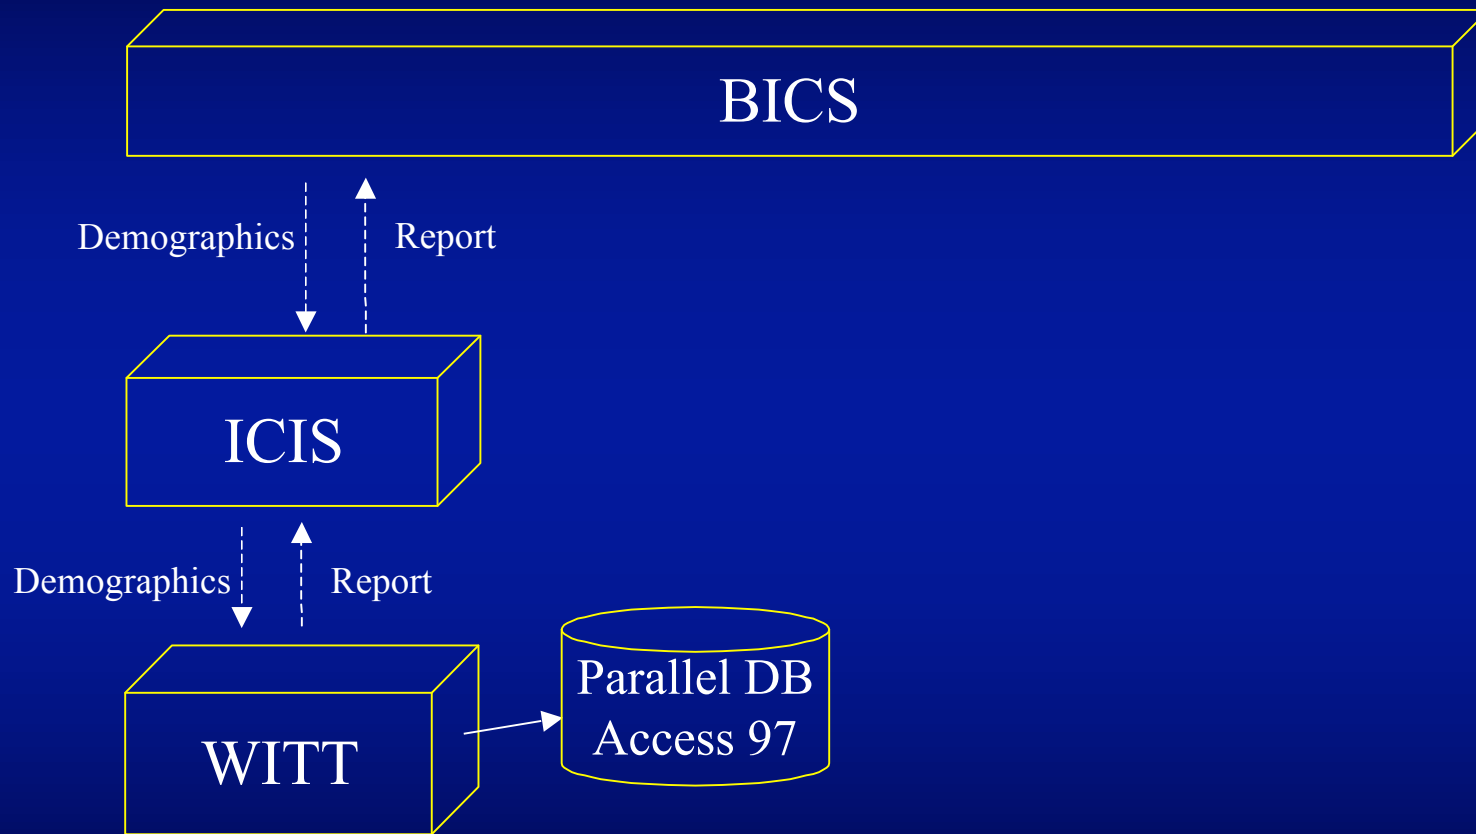 BICS
Demographics
Report
ICIS
Demographics
Report
Parallel DB
Access 97
WITT